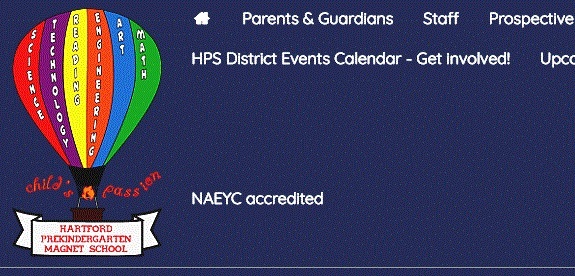 SCIENCE
TECHNOLOGY
READING
ENGINEERING
ART
MATH
child's passion
HARTFORD
PREKINDERGARTEN
MAGNET SCHOOL
Parents & Guardians Staff Prospective
HPS District Events Calendar - Get Involved! Upco
NAEYC accredited